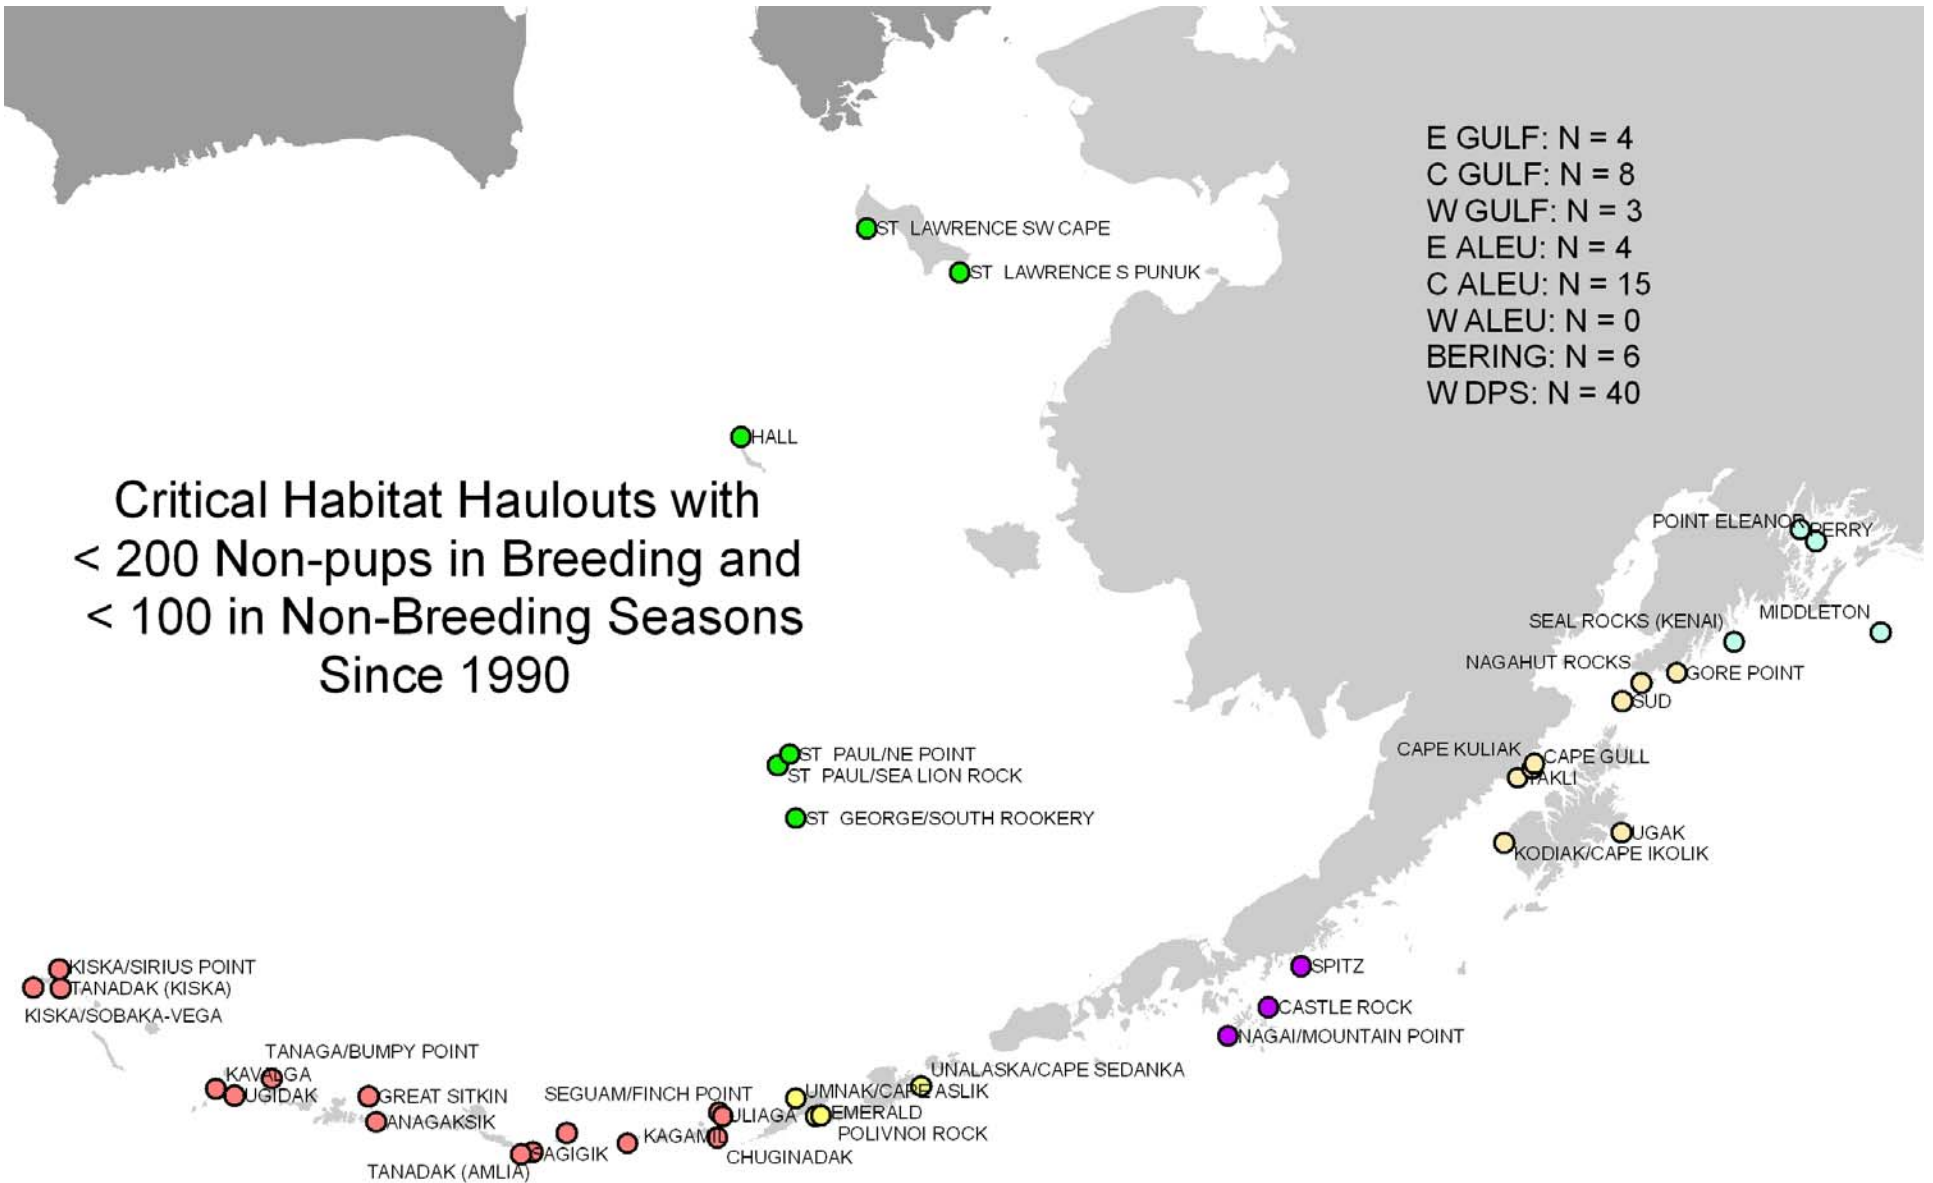 E GULF: N = 4
C GULF: N = 8
W GULF: N = 3
E ALEU: N = 4
C ALEU: N = 15
W ALEU: N = 0
BERING: N = 6
W DPS: N = 40
ST LAWRENCE SW CAPE
ST LAWRENCE S PUNUK
HALL
Critical Habitat Haulouts with
< 200 Non-pups in Breeding and
< 100 in Non-Breeding Seasons
Since 1990
POINT ELEANOR
PERRY
MIDDLETON
SEAL ROCKS (KENAI)
NAGAHUT ROCKS
GORE POINT
SUD
CAPE KULIAK
CAPE GULL
TAKLI
ST PAUL/NE POINT
ST PAUL/SEA LION ROCK
ST GEORGE/SOUTH ROOKERY
UGAK
KODIAK/CAPE IKOLIK
SPITZ
CASTLE ROCK
NAGAI/MOUNTAIN POINT
KISKA/SIRIUS POINT
TANADAK (KISKA)
KISKA/SOBAKA-VEGA
TANAGA/BUMPY POINT
KAVALGA
UGIDAK
GREAT SITKIN
ANAGAKSIK
SEGUAM/FINCH POINT
ULIAGA
UMNAK/CAPE ASLIK
UNALASKA/CAPE SEDANKA
EMERALD
POLIVNOI ROCK
KAGAMIL
CHUGINADAK
SAGIGIK
TANADAK (AMLIA)